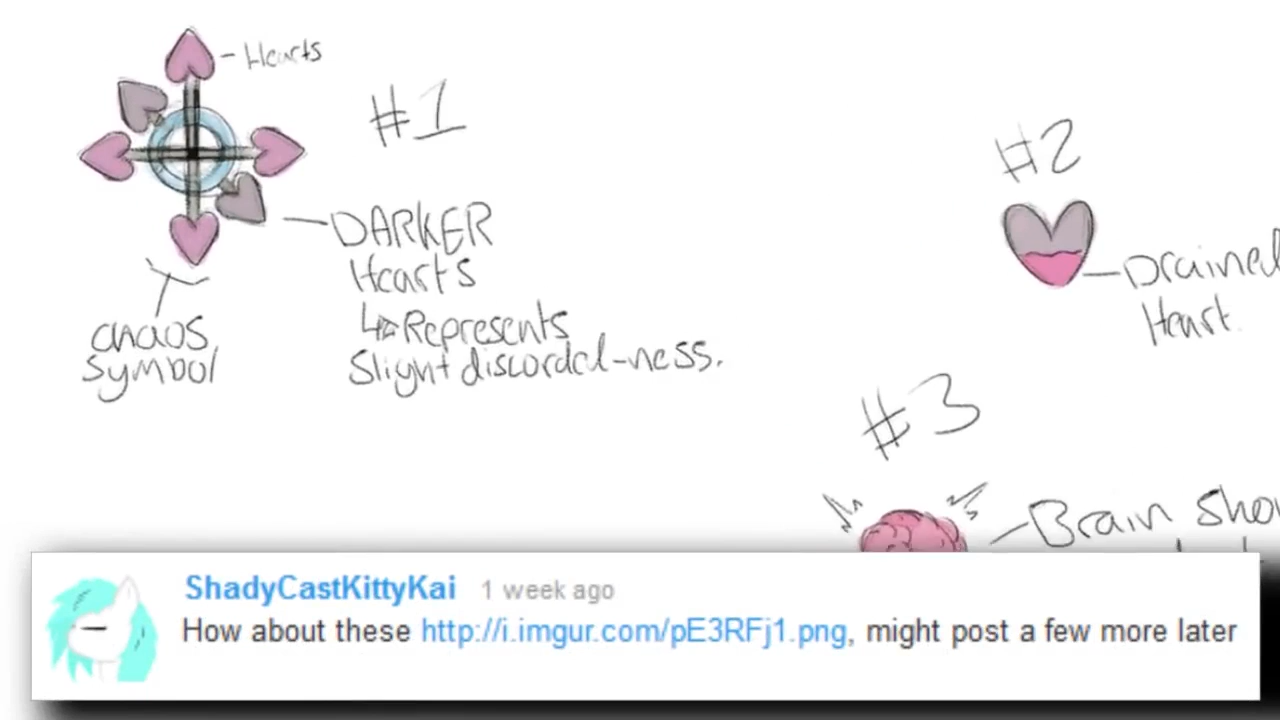 Hearts
#1
DARKER
Hearts
Represents
Slight discorded-ness.
chaos
symbol
#2
Drained
Heart.
#3
Brain
ShadyCastKittyKai 1 week ago
How about these http://i.imgur.com/pE3RFj1.png, might post a few more later